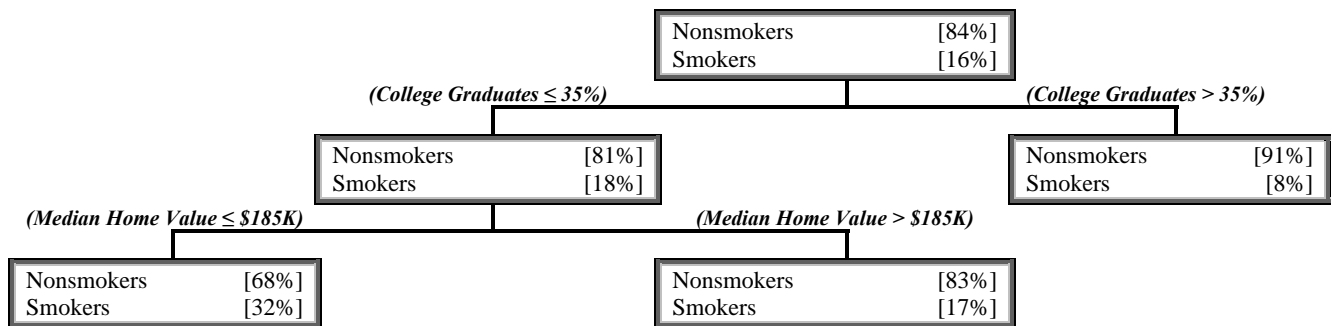 Nonsmokers [84%]
Smokers [16%]
(College Graduates ≤ 35%) (College Graduates > 35%)
Nonsmokers [81%] Nonsmokers [91%]
Smokers [18%] Smokers [8%]
(Median Home Value ≤ $185K) (Median Home Value > $185K)
Nonsmokers [68%] Nonsmokers [83%]
Smokers [32%] Smokers [17%]